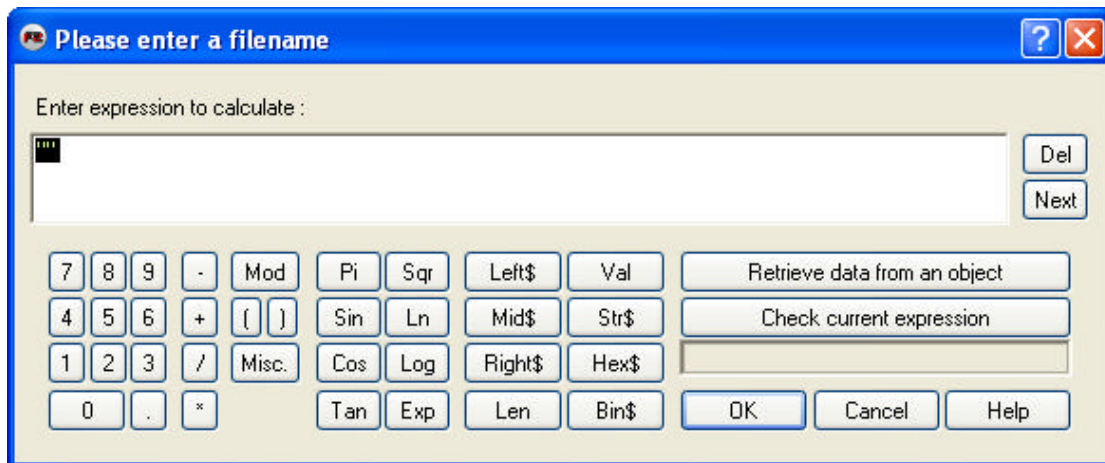 Please enter a filename
Enter expression to calculate :
""
Del
Next
7 8 9 - Mod Pi Sqr Left$ Val Retrieve data from an object
4 5 6 + ( ) Sin Ln Mid$ Str$ Check current expression
1 2 3 / Misc. Cos Log Right$ Hex$
0 . * Tan Exp Len Bin$ OK Cancel Help